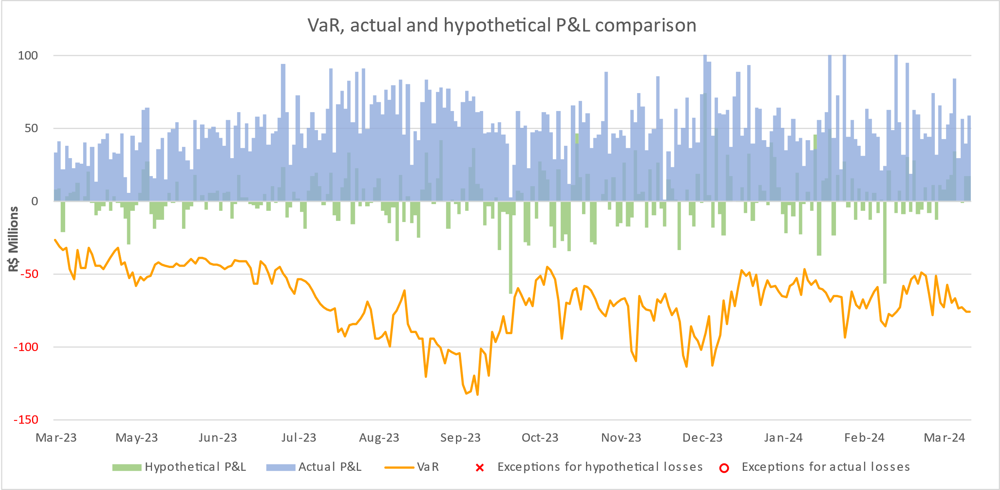 VaR, actual and hypothetical P&L comparison
100
50
0
-50
-100
-150
R$ Millions
Mar-23 May-23 Jun-23 Jul-23 Aug-23 Sep-23 Oct-23 Nov-23 Dec-23 Jan-24 Feb-24 Mar-24
Hypothetical P&L Actual P&L VaR Exceptions for hypothetical losses Exceptions for actual losses